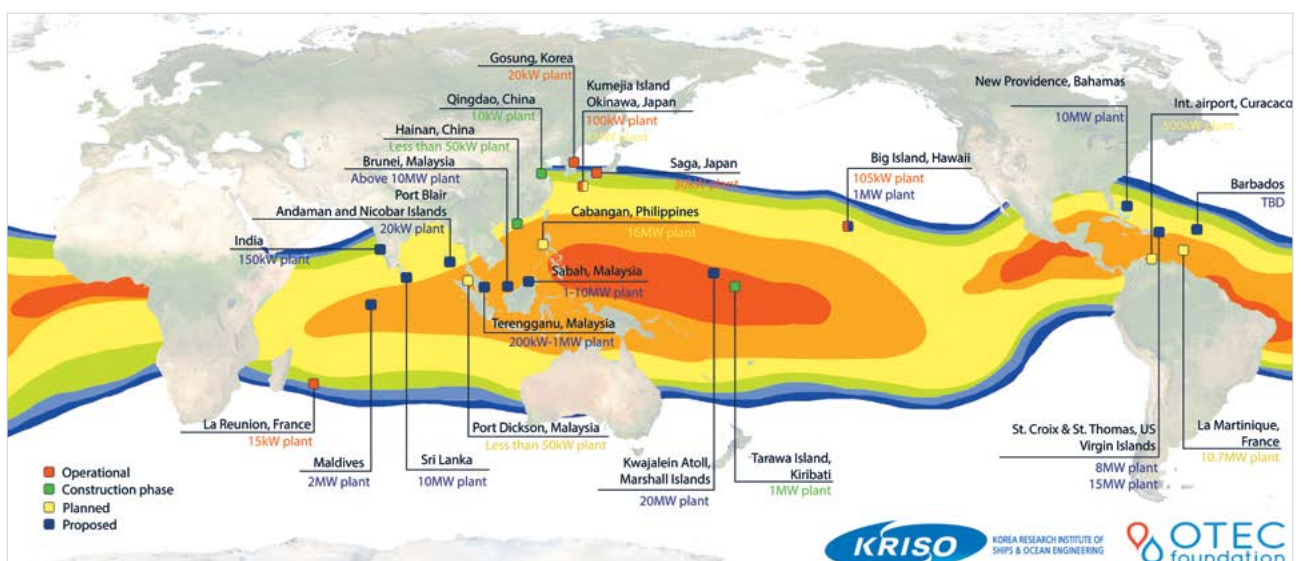 Gosung, Korea
20kW plant
Qingdao, China
10kW plant
Hainan, China
Less than 50kW plant
Brunei, Malaysia
Above 10MW plant
Port Blair
Andaman and Nicobar Islands
20kW plant
India
150kW plant
Kumejia Island
Okinawa, Japan
100kW plant
plant
Saga, Japan
30kW plant
Cabangan, Philippines
16MW plant
Sabah, Malaysia
1-10MW plant
Terengganu, Malaysia
200kW-1MW plant
Big Island, Hawaii
105kW plant
1MW plant
New Providence, Bahamas
10MW plant
Int. airport, Curacaca
500kW plant
Barbados
TBD
La Reunion, France
15kW plant
Maldives
2MW plant
Sri Lanka
10MW plant
Port Dickson, Malaysia
Less than 50kW plant
Kwajalein Atoll,
Marshall Islands
20MW plant
Tarawa Island,
Kiribati
1MW plant
St. Croix & St. Thomas, US
Virgin Islands
8MW plant
15MW plant
La Martinique,
France
10.7MW plant
Operational
Construction phase
Planned
Proposed
KRISO
KOREA RESEARCH INSTITUTE OF
SHIPS & OCEAN ENGINEERING
OTEC
foundation